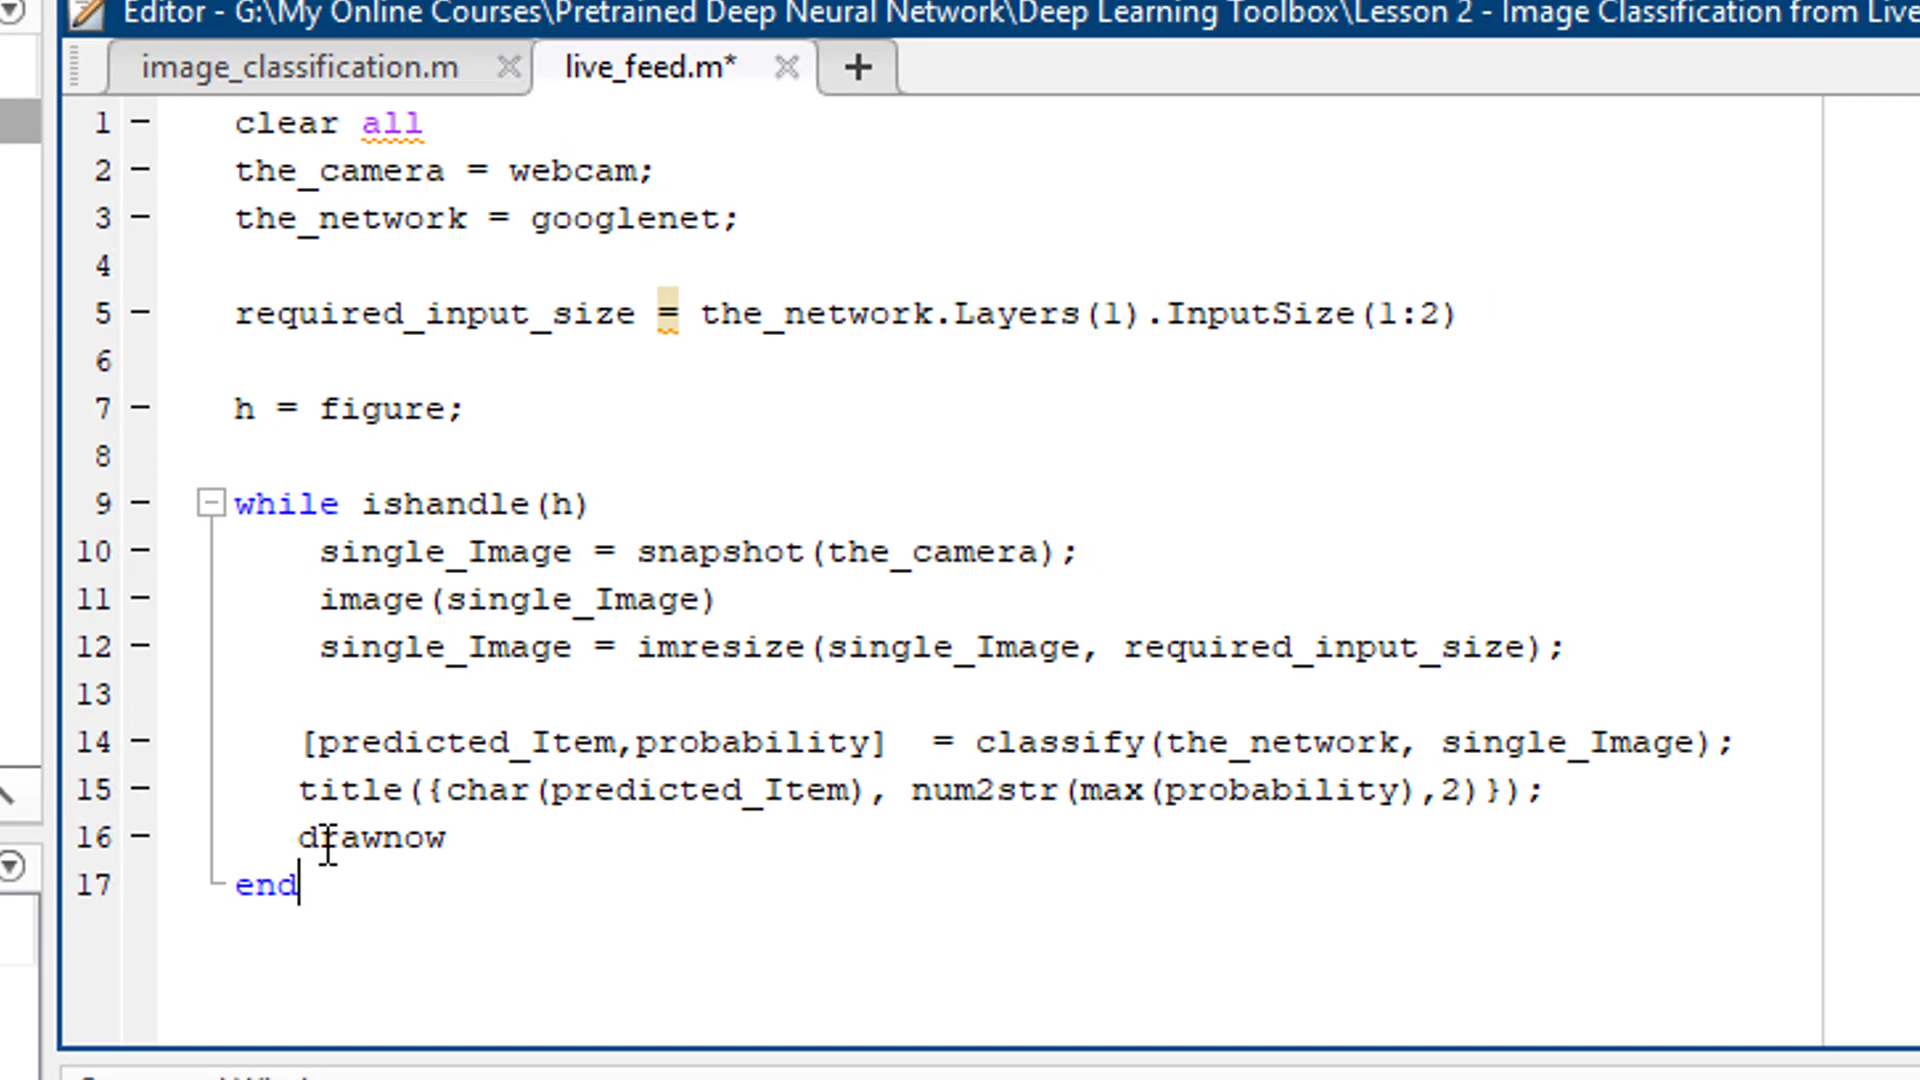 Editor - G:\My Online Courses\Pretrained Deep Neural Network\Deep Learning Toolbox\Lesson 2 - Image Classification from Live
image_classification.m live_feed.m* +
1 clear all
2 the_camera = webcam;
3 the_network = googlenet;
4
5 required_input_size = the_network.Layers(1).InputSize(1:2)
6
7 h = figure;
8
9 while ishandle(h)
10 single_Image = snapshot(the_camera);
11 image(single_Image)
12 single_Image = imresize(single_Image, required_input_size);
13
14 [predicted_Item,probability]  = classify(the_network, single_Image);
15 title({char(predicted_Item), num2str(max(probability),2)});
16 drawnow
17 end